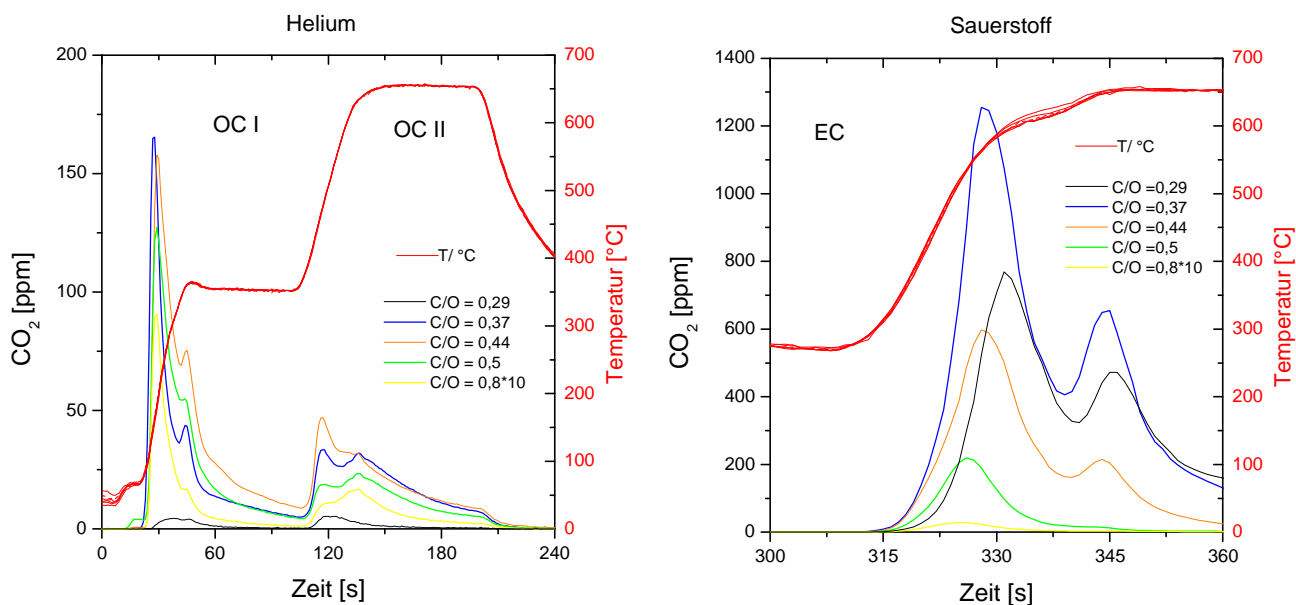 Helium
200
150
100
50
0
CO₂ [ppm]
0
60
120
180
240
Zeit [s]
700
600
500
400
300
200
100
0
Temperatur [°C]
OC I
OC II
T/ °C
C/O = 0,29
C/O = 0,37
C/O = 0,44
C/O = 0,5
C/O = 0,8*10
Sauerstoff
1400
1200
1000
800
600
400
200
0
CO₂ [ppm]
300
315
330
345
360
Zeit [s]
700
600
500
400
300
200
100
0
Temperatur [°C]
EC
T/ °C
C/O =0,29
C/O =0,37
C/O =0,44
C/O =0,5
C/O =0,8*10